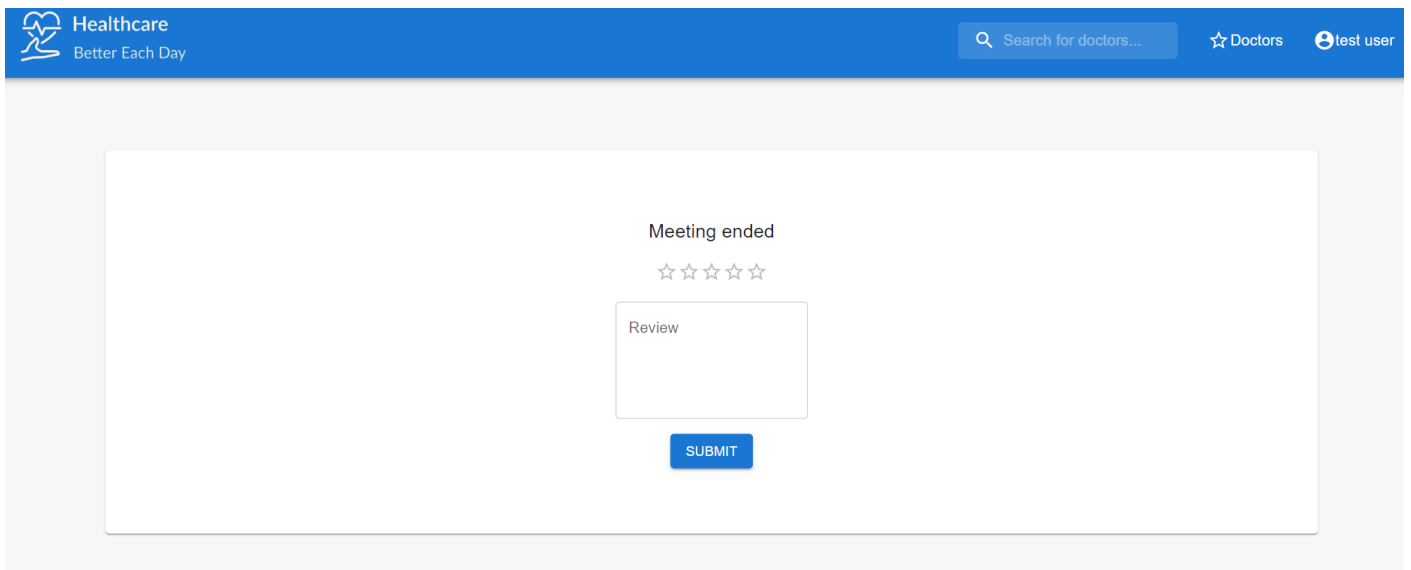 Healthcare
Better Each Day
Search for doctors...
Doctors
test user
Meeting ended
Review
SUBMIT